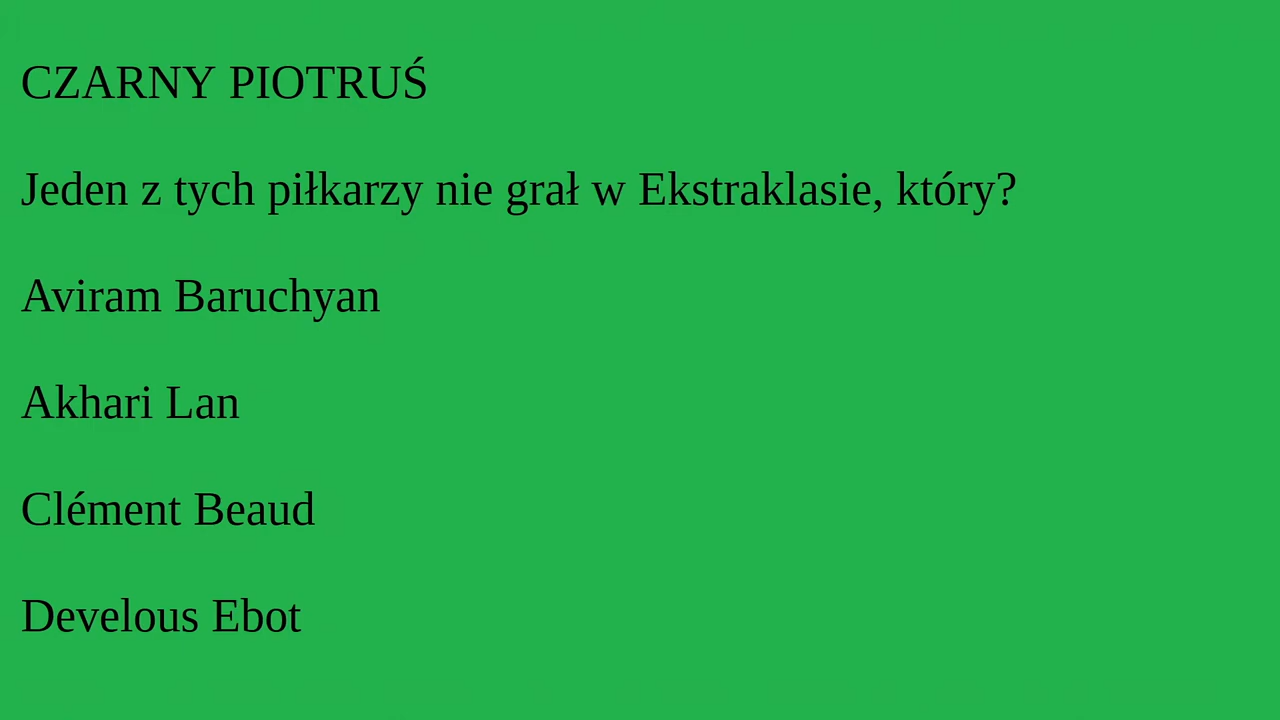 CZARNY PIOTRUŚ
Jeden z tych piłkarzy nie grał w Ekstraklasie, który?
Aviram Baruchyan
Akhari Lan
Clément Beaud
Develous Ebot